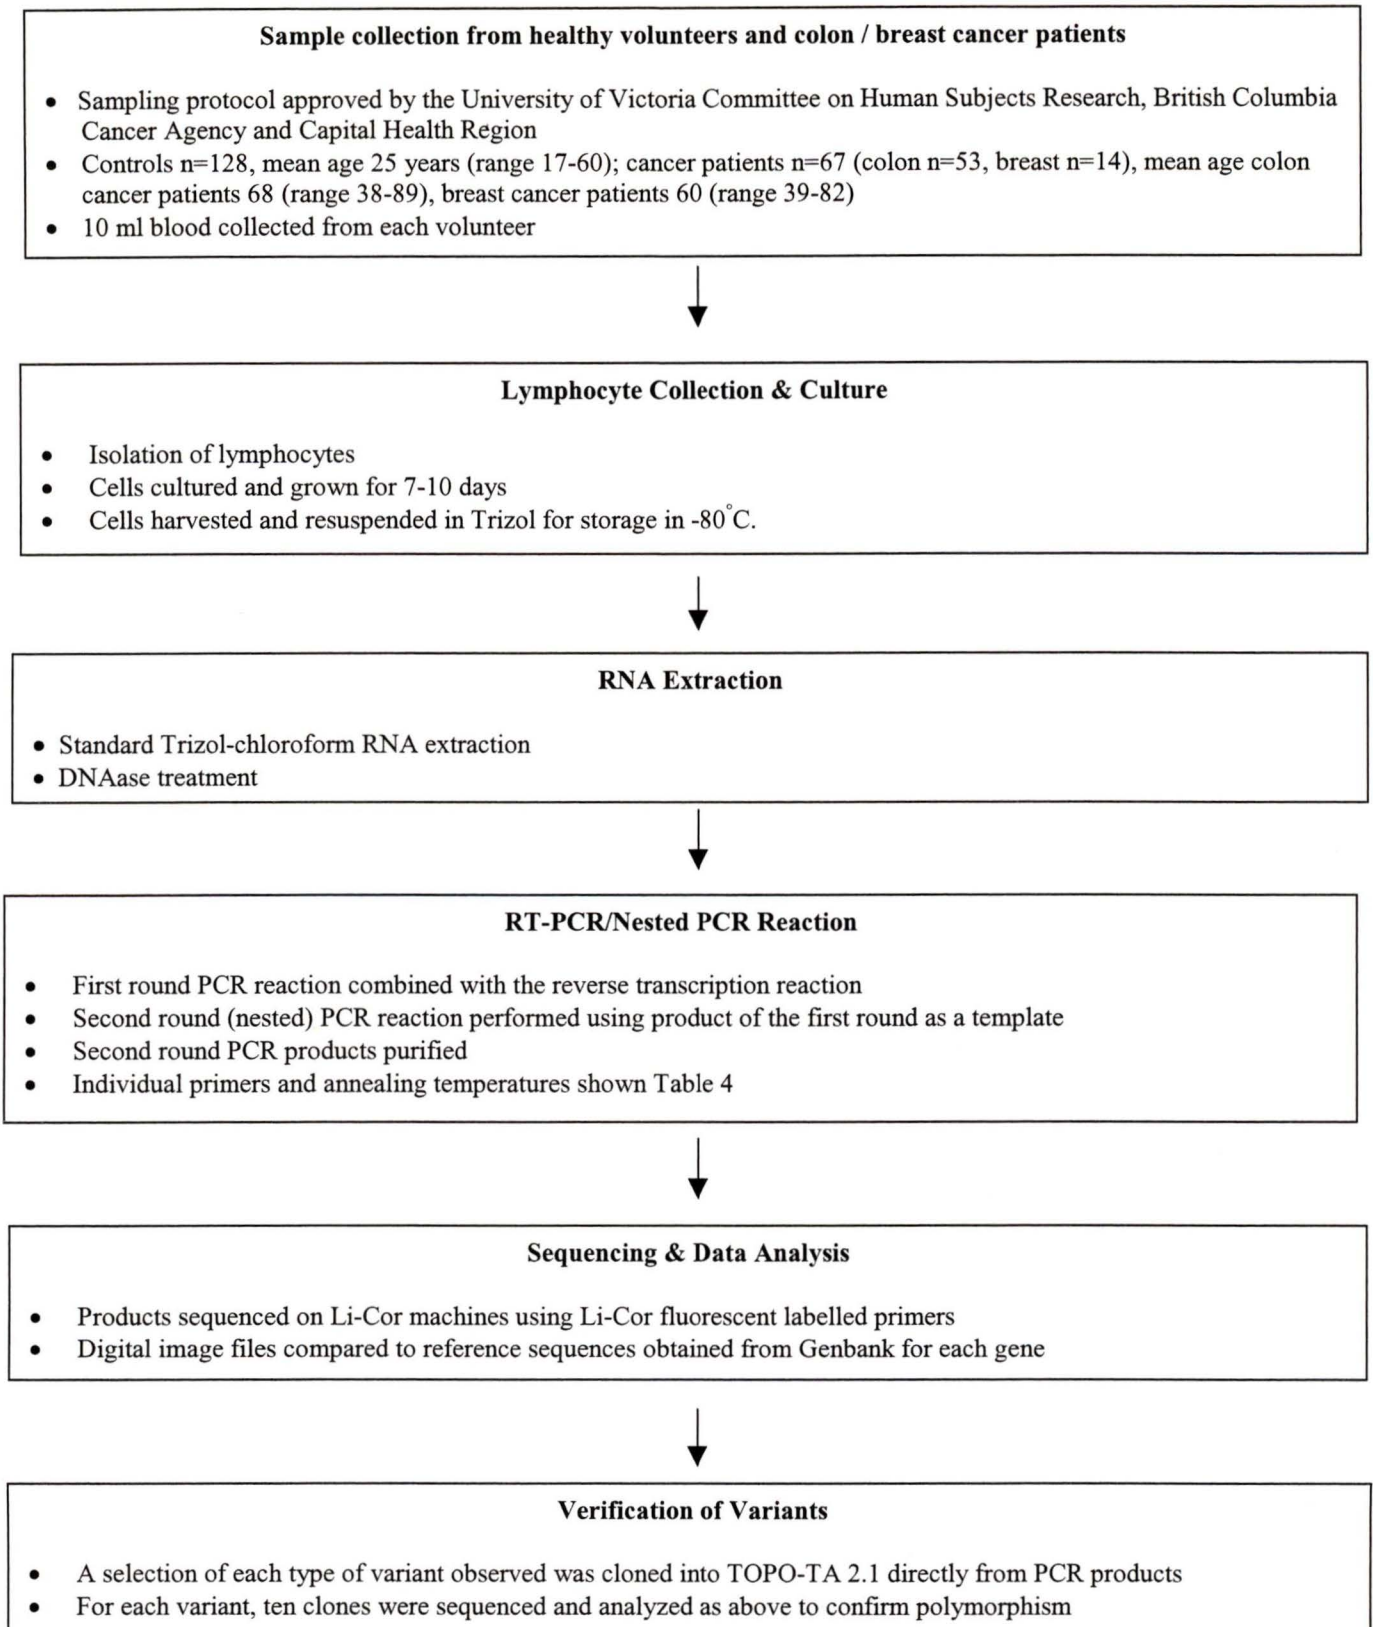 Sample collection from healthy volunteers and colon / breast cancer patients
• Sampling protocol approved by the University of Victoria Committee on Human Subjects Research, British Columbia
Cancer Agency and Capital Health Region
• Controls n=128, mean age 25 years (range 17-60); cancer patients n=67 (colon n=53, breast n=14), mean age colon
cancer patients 68 (range 38-89), breast cancer patients 60 (range 39-82)
• 10 ml blood collected from each volunteer
Lymphocyte Collection & Culture
• Isolation of lymphocytes
• Cells cultured and grown for 7-10 days
• Cells harvested and resuspended in Trizol for storage in -80°C.
RNA Extraction
• Standard Trizol-chloroform RNA extraction
• DNAase treatment
RT-PCR/Nested PCR Reaction
• First round PCR reaction combined with the reverse transcription reaction
• Second round (nested) PCR reaction performed using product of the first round as a template
• Second round PCR products purified
• Individual primers and annealing temperatures shown Table 4
Sequencing & Data Analysis
• Products sequenced on Li-Cor machines using Li-Cor fluorescent labelled primers
• Digital image files compared to reference sequences obtained from Genbank for each gene
Verification of Variants
• A selection of each type of variant observed was cloned into TOPO-TA 2.1 directly from PCR products
• For each variant, ten clones were sequenced and analyzed as above to confirm polymorphism